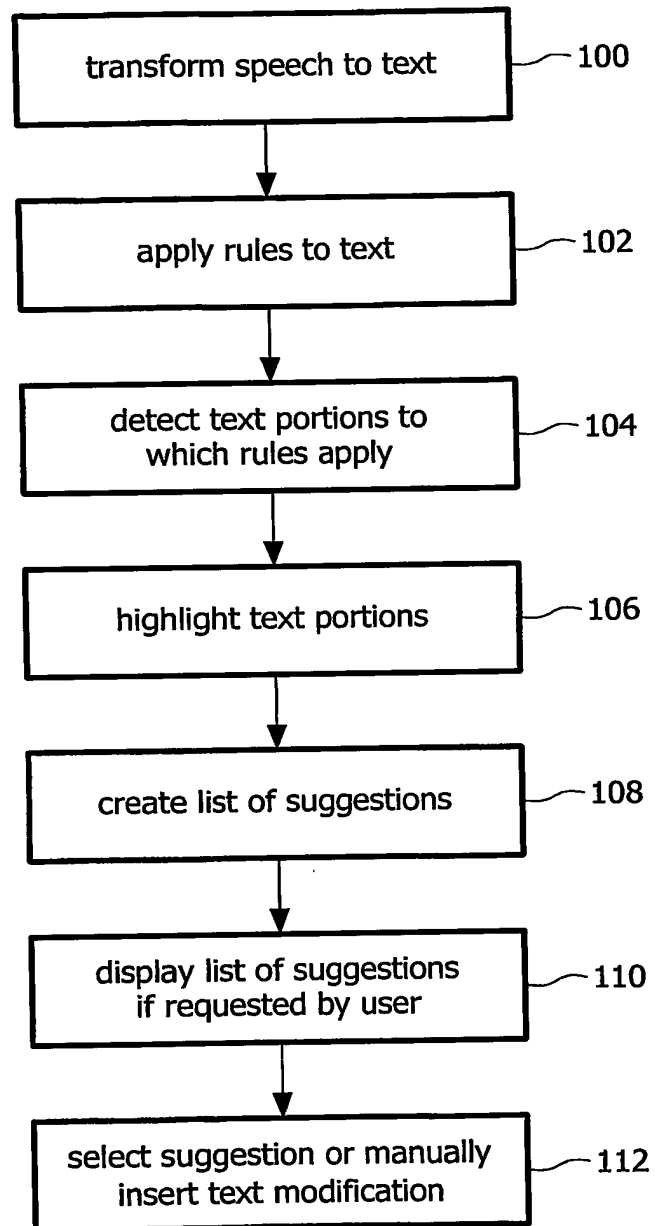 transform speech to text
100
apply rules to text
102
detect text portions to
which rules apply
104
highlight text portions
106
create list of suggestions
108
display list of suggestions
if requested by user
110
select suggestion or manually
insert text modification
112